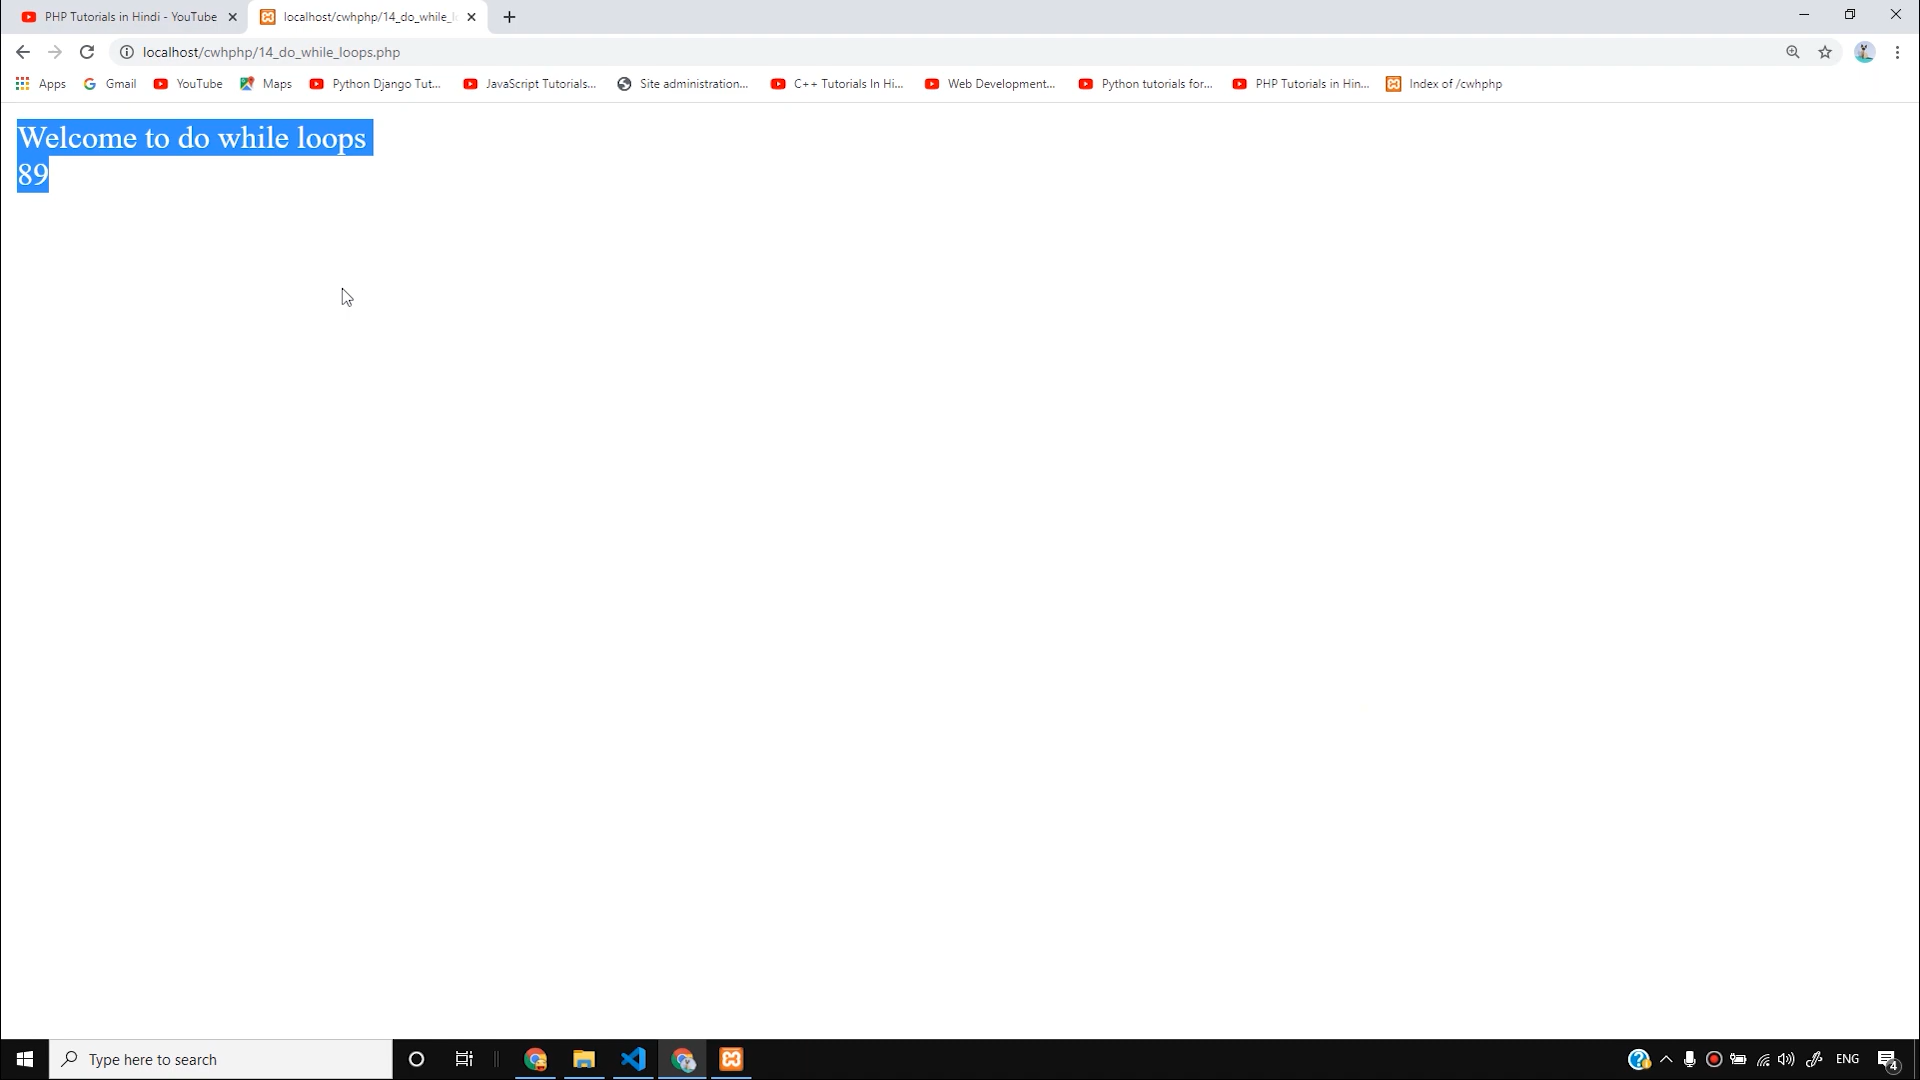 PHP Tutorials in Hindi - YouTube
localhost/cwhphp/14_do_while_l
localhost/cwhphp/14_do_while_loops.php
Apps
Gmail
YouTube
Maps
Python Django Tut...
JavaScript Tutorials...
Site administration...
C++ Tutorials In Hi...
Web Development...
Python tutorials for...
PHP Tutorials in Hin...
Index of /cwhphp
Welcome to do while loops
89
Type here to search
ENG
4